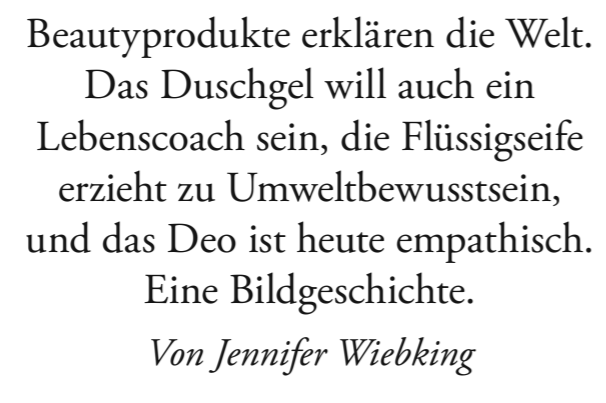 Beautyprodukte erklären die Welt.
Das Duschgel will auch ein
Lebenscoach sein, die Flüssigseife
erzieht zu Umweltbewusstsein,
und das Deo ist heute empathisch.
Eine Bildgeschichte.
Von Jennifer Wiebking